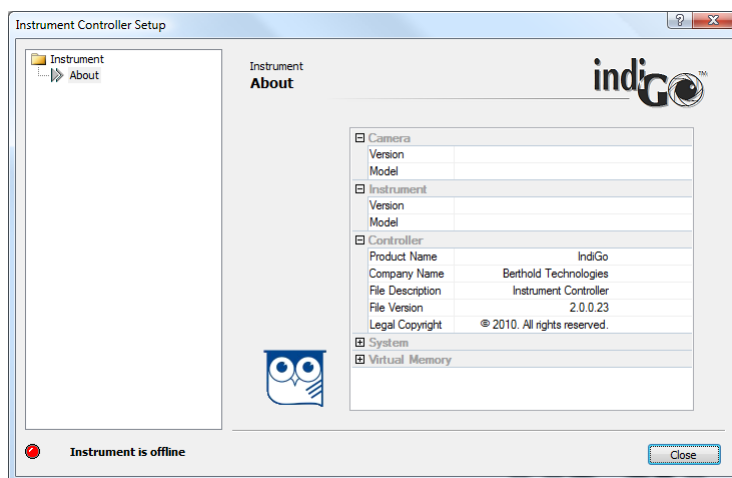 Instrument Controller Setup
Instrument
About
Instrument
About
indiGo™
Camera
Version
Model
Instrument
Version
Model
Controller
Product Name IndiGo
Company Name Berthold Technologies
File Description Instrument Controller
File Version 2.0.0.23
Legal Copyright © 2010. All rights reserved.
System
Virtual Memory
Instrument is offline
Close